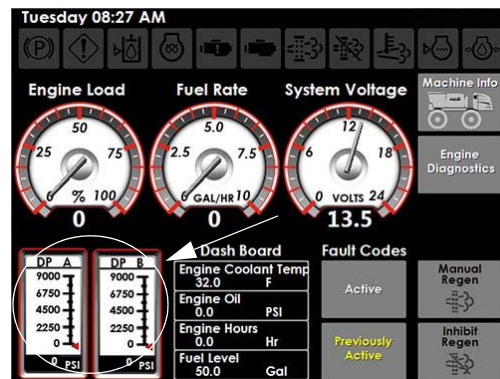 Tuesday 08:27 AM
(P)
Engine Load
Fuel Rate
System Voltage
Machine Info
50
25
75
0
% 100
0
5.0
2.5
7.5
0 GAL/HR 10
0
12
6
18
0 VOLTS 24
13.5
Engine
Diagnostics
DP A
9000
6750
4500
2250
0
0 PSI
DP B
9000
6750
4500
2250
0
0 PSI
Dash Board
Engine Coolant Temp
32.0 F
Engine Oil
0.0 PSI
Engine Hours
0.0 Hr
Fuel Level
50.0 Gal
Fault Codes
Active
Previously
Active
Manual
Regen
Inhibit
Regen